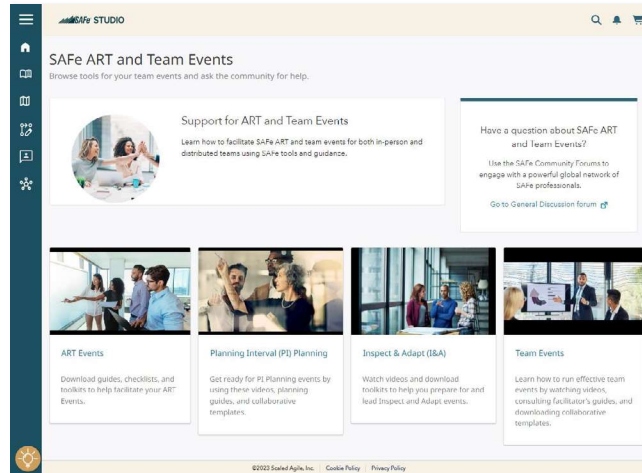 SAFe STUDIO
SAFe ART and Team Events
Browse tools for your team events and ask the community for help.
Support for ART and Team Events
Learn how to facilitate SAFe ART and team events for both in-person and
distributed teams using SAFe tools and guidance.
Have a question about SAFe ART
and Team Events?
Use the SAFe Community Forums to
engage with a powerful global network of
SAFe professionals.
Go to General Discussion forum
ART Events
Download guides, checklists, and
toolkits to help facilitate your ART
Events.
Planning Interval (PI) Planning
Get ready for PI Planning events by
using these videos, planning
guides, and collaborative
templates.
Inspect & Adapt (I&A)
Watch videos and download
toolkits to help you prepare for and
lead Inspect and Adapt events.
Team Events
Learn how to run effective team
events by watching videos,
consulting facilitator's guides, and
downloading collaborative
templates.
©2023 Scaled Agile, Inc. | Cookie Policy | Privacy Policy